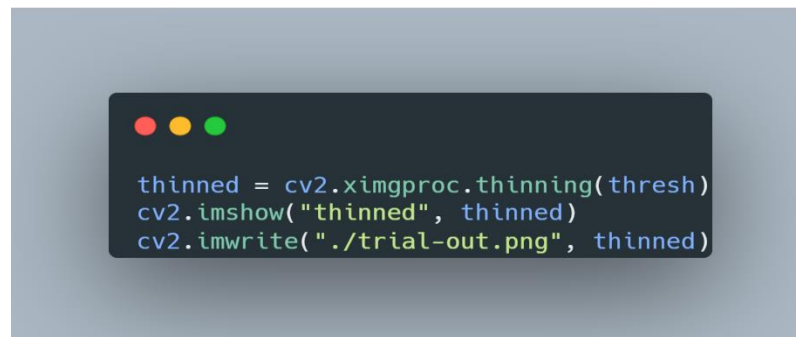 thinned = cv2.ximgproc.thinning(thresh)
cv2.imshow("thinned", thinned)
cv2.imwrite("./trial-out.png", thinned)